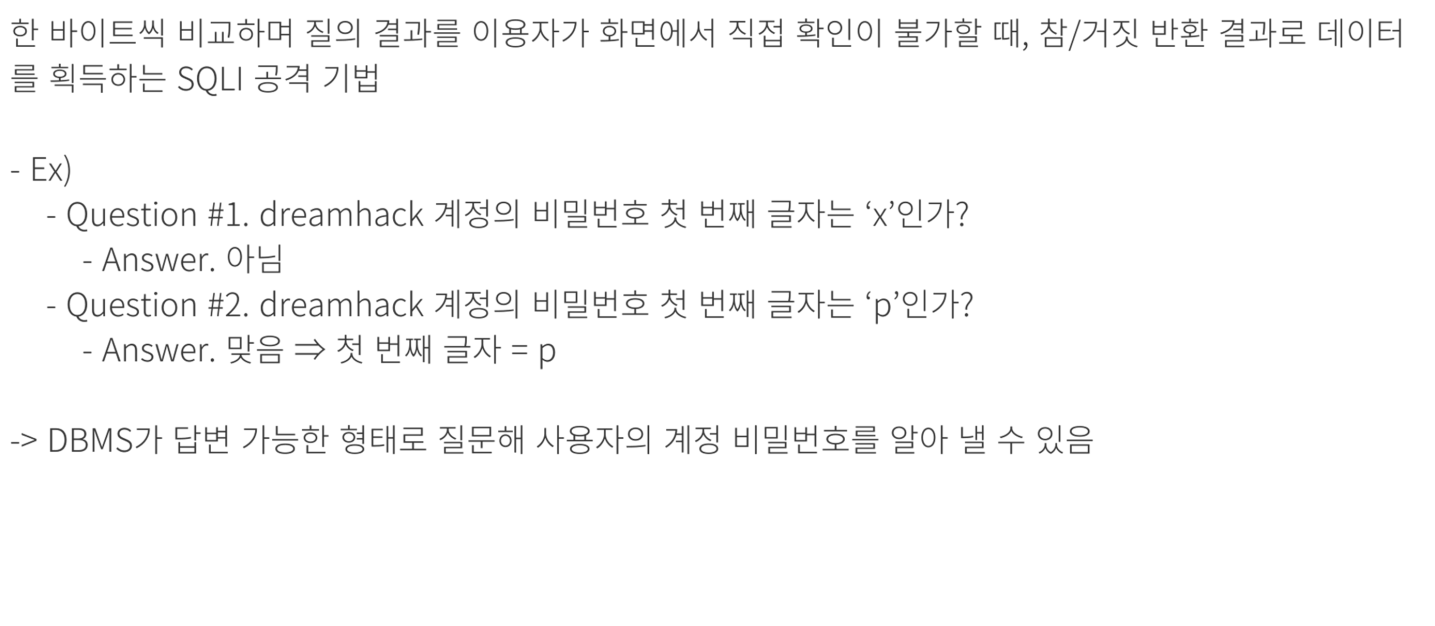 한 바이트씩 비교하며 질의 결과를 이용자가 화면에서 직접 확인이 불가할 때, 참/거짓 반환 결과로 데이터
를 획득하는 SQLI 공격 기법
- Ex)
- Question #1. dreamhack 계정의 비밀번호 첫 번째 글자는 ‘x’인가?
- Answer. 아님
- Question #2. dreamhack 계정의 비밀번호 첫 번째 글자는 ‘p’인가?
- Answer. 맞음 ⇒ 첫 번째 글자 = p
-> DBMS가 답변 가능한 형태로 질문해 사용자의 계정 비밀번호를 알아 낼 수 있음